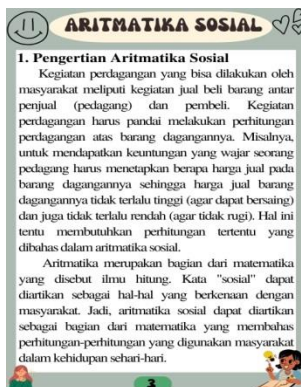 ARITMATIKA SOSIAL
1. Pengertian Aritmatika Sosial
Kegiatan perdagangan yang bisa dilakukan oleh
masyarakat meliputi kegiatan jual beli barang antar
penjual (pedagang) dan pembeli. Kegiatan
perdagangan harus pandai melakukan perhitungan
perdagangan atas barang dagangannya. Misalnya,
untuk mendapatkan keuntungan yang wajar seorang
pedagang harus menetapkan berapa harga jual pada
barang dagangannya sehingga harga jual barang
dagangannya tidak terlalu tinggi (agar dapat bersaing)
dan juga tidak terlalu rendah (agar tidak rugi). Hal ini
tentu membutuhkan perhitungan tertentu yang
dibahas dalam aritmatika sosial.
Aritmatika merupakan bagian dari matematika
yang disebut ilmu hitung. Kata "sosial" dapat
diartikan sebagai hal-hal yang berkenaan dengan
masyarakat. Jadi, aritmatika sosial dapat diartikan
sebagai bagian dari matematika yang membahas
perhitungan-perhitungan yang digunakan masyarakat
dalam kehidupan sehari-hari.
3